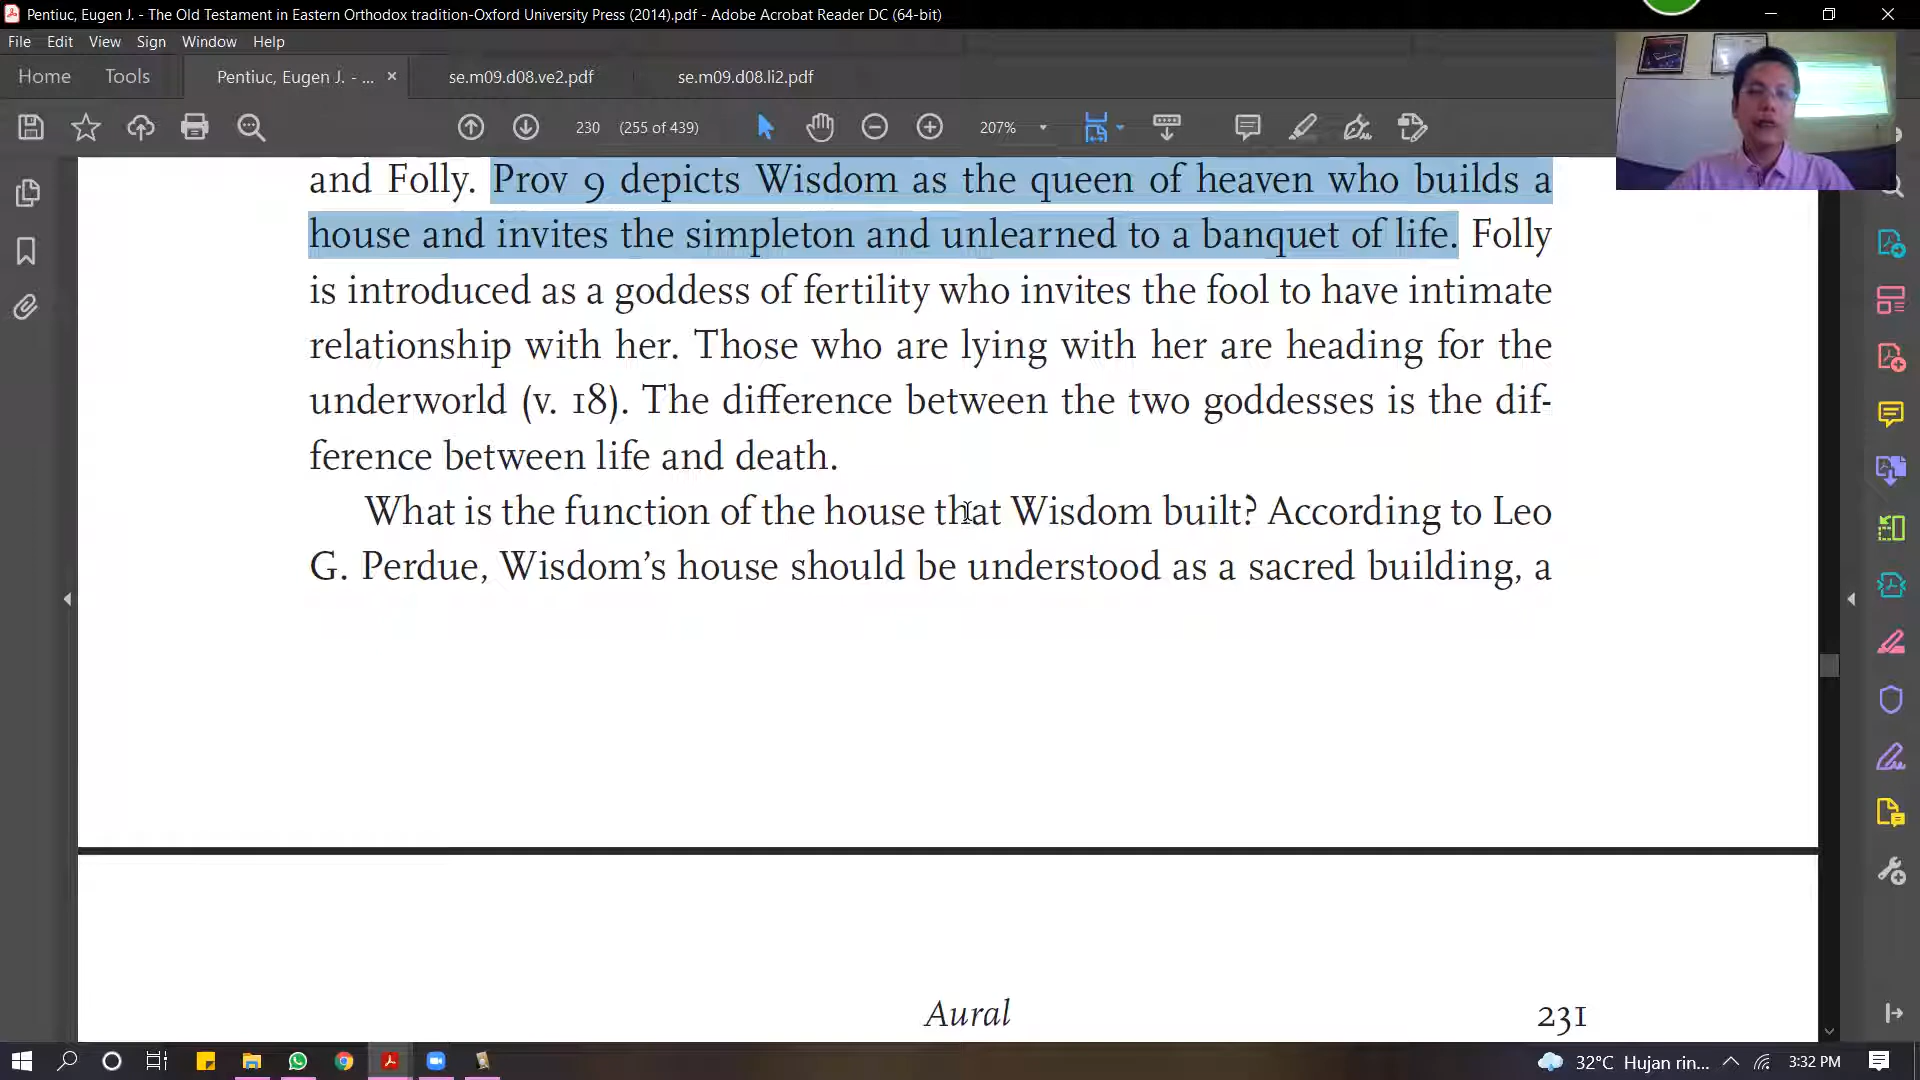 Pentiuc, Eugen J. - The Old Testament in Eastern Orthodox tradition-Oxford University Press (2014).pdf - Adobe Acrobat Reader DC (64-bit)
File Edit View Sign Window Help
Home Tools Pentiuc, Eugen J. - ... × se.m09.d08.ve2.pdf se.m09.d08.li2.pdf
230 (255 of 439) 207%
and Folly. Prov 9 depicts Wisdom as the queen of heaven who builds a
house and invites the simpleton and unlearned to a banquet of life. Folly
is introduced as a goddess of fertility who invites the fool to have intimate
relationship with her. Those who are lying with her are heading for the
underworld (v. 18). The difference between the two goddesses is the dif-
ference between life and death.
What is the function of the house that Wisdom built? According to Leo
G. Perdue, Wisdom’s house should be understood as a sacred building, a
Aural 231
32°C Hujan rin... 3:32 PM